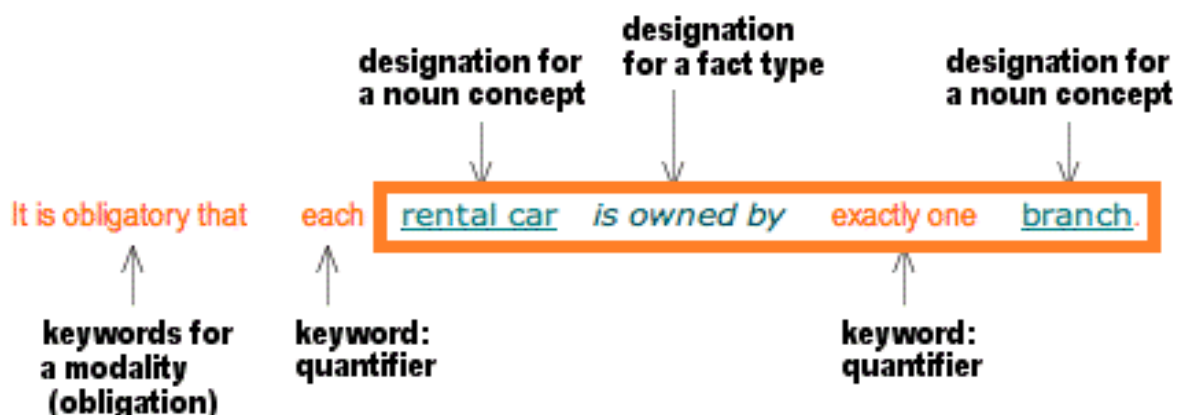 designation for
a noun concept
designation
for a fact type
designation for
a noun concept
It is obligatory that each rental car is owned by exactly one branch.
keywords for
a modality
(obligation)
keyword:
quantifier
keyword:
quantifier